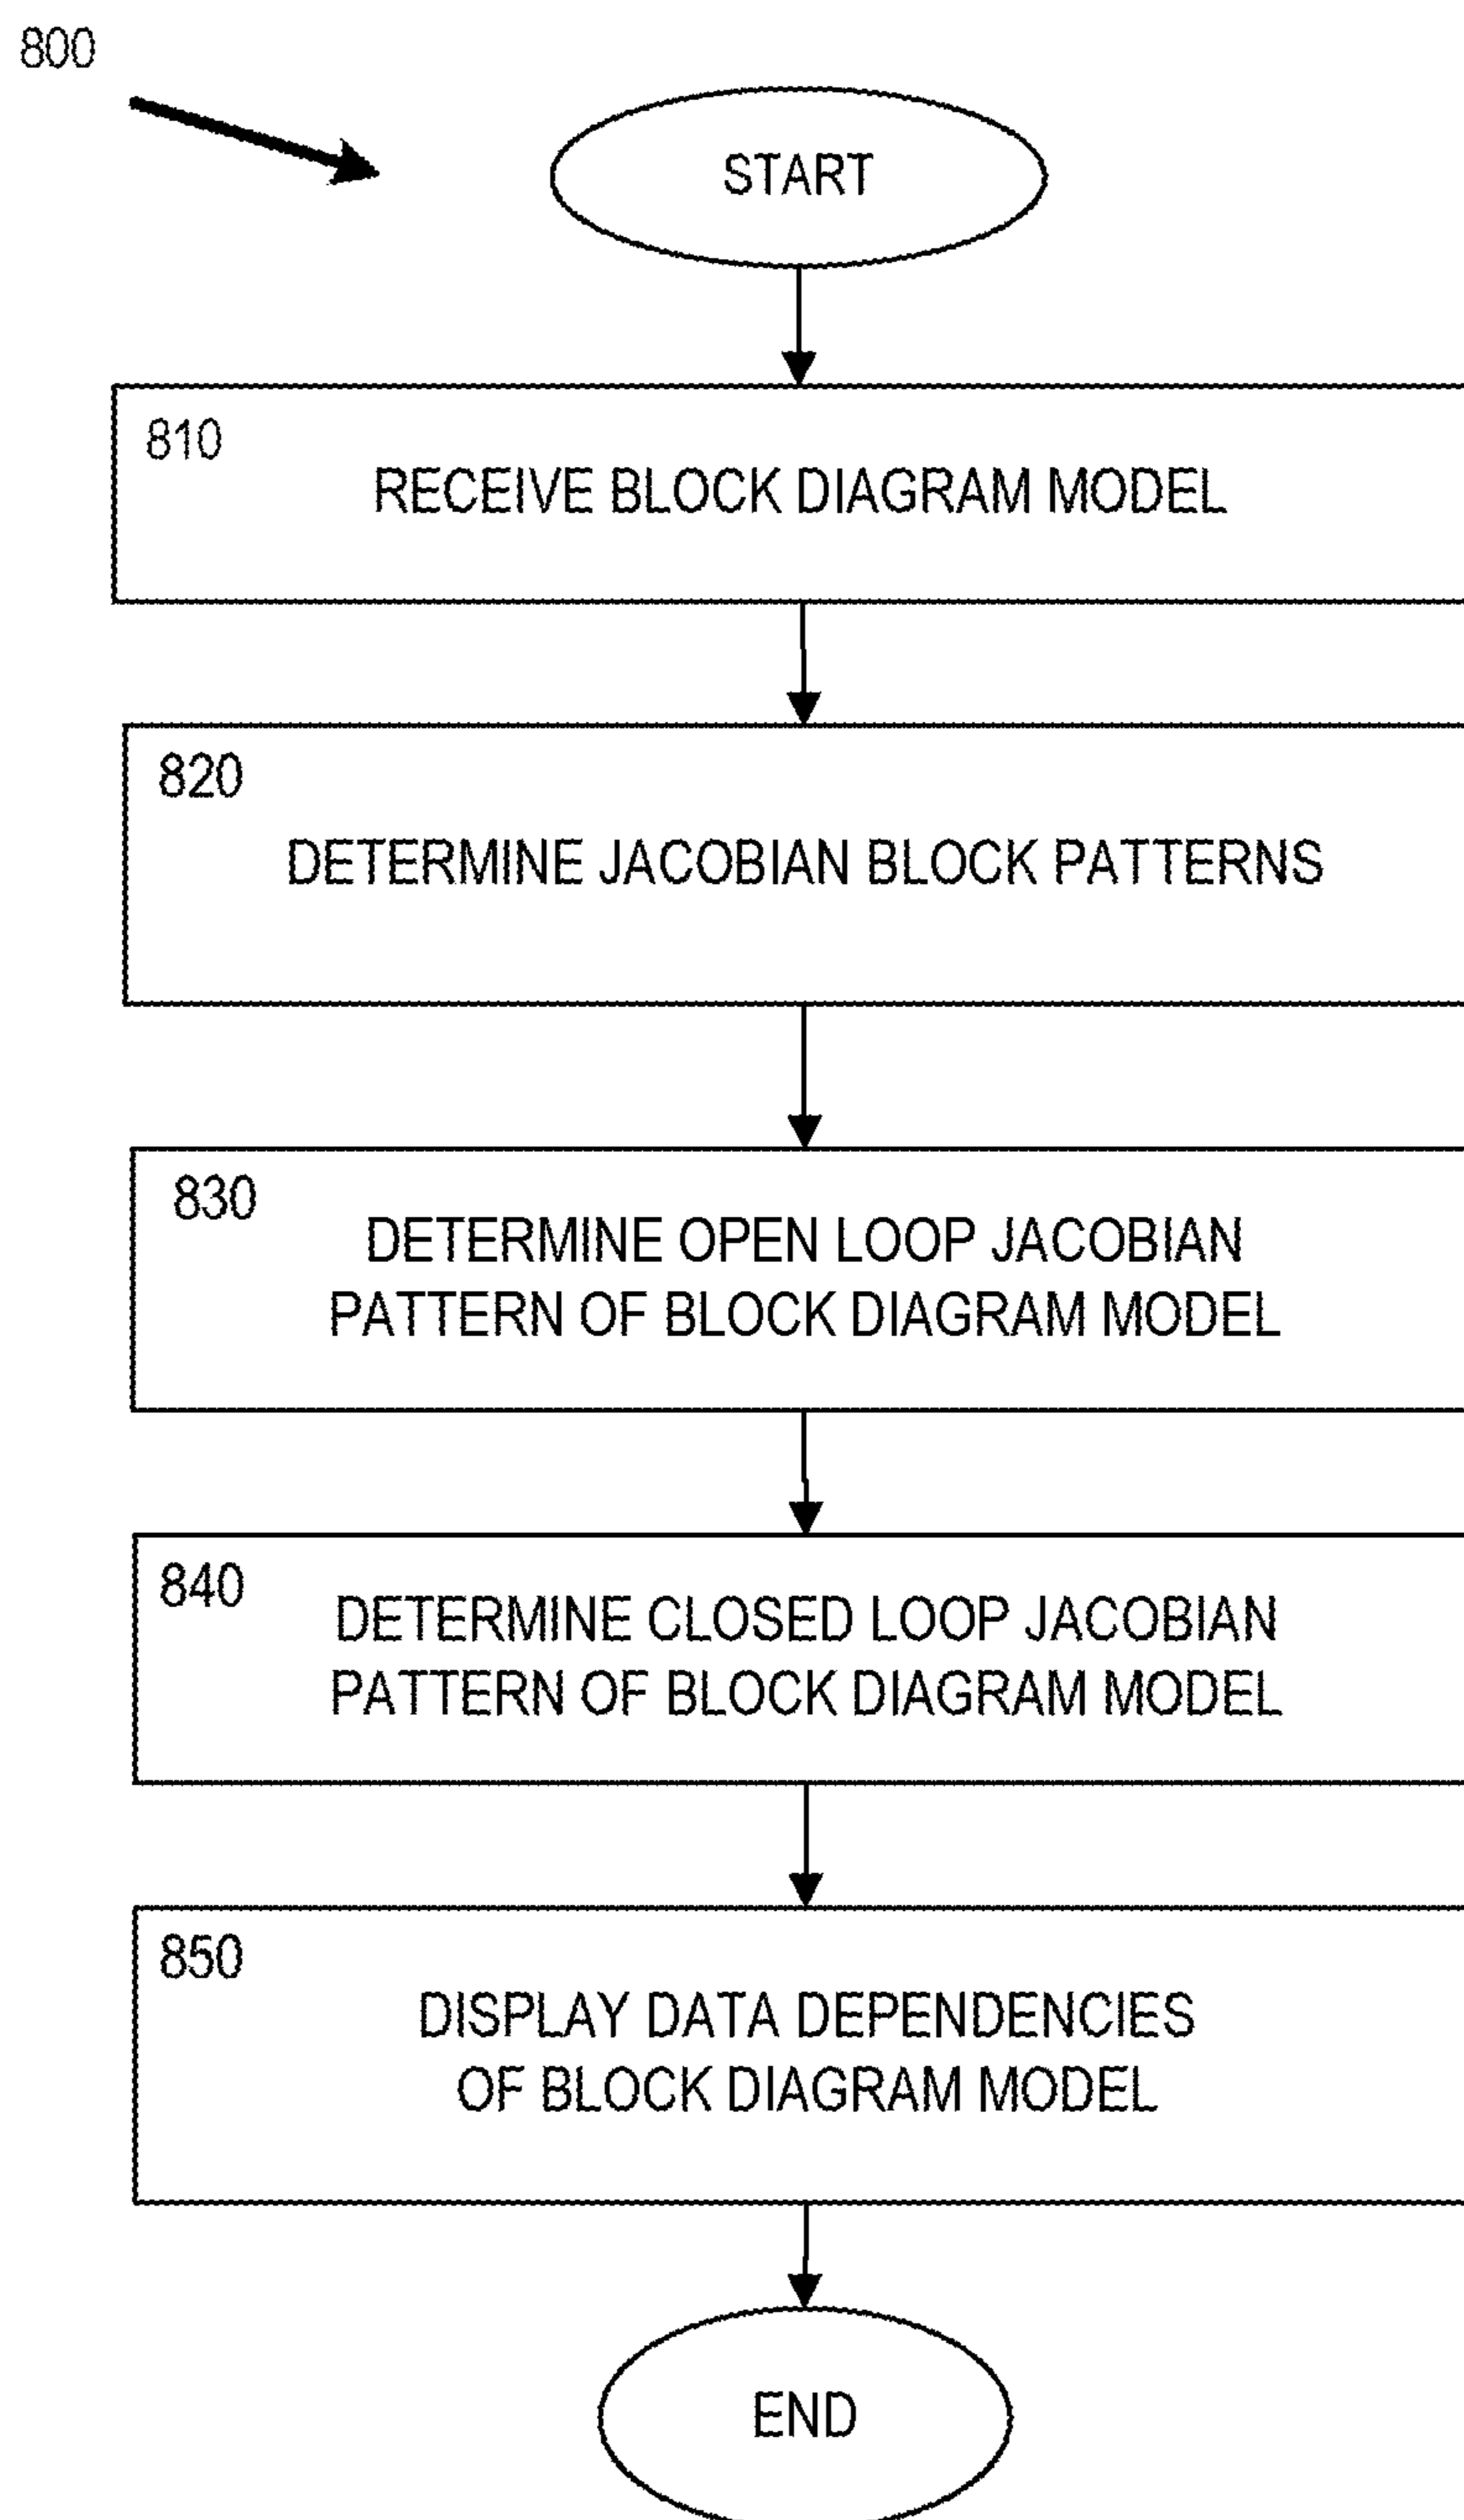 800
START
810
RECEIVE BLOCK DIAGRAM MODEL
820
DETERMINE JACOBIAN BLOCK PATTERNS
830
DETERMINE OPEN LOOP JACOBIAN
PATTERN OF BLOCK DIAGRAM MODEL
840
DETERMINE CLOSED LOOP JACOBIAN
PATTERN OF BLOCK DIAGRAM MODEL
850
DISPLAY DATA DEPENDENCIES
OF BLOCK DIAGRAM MODEL
END